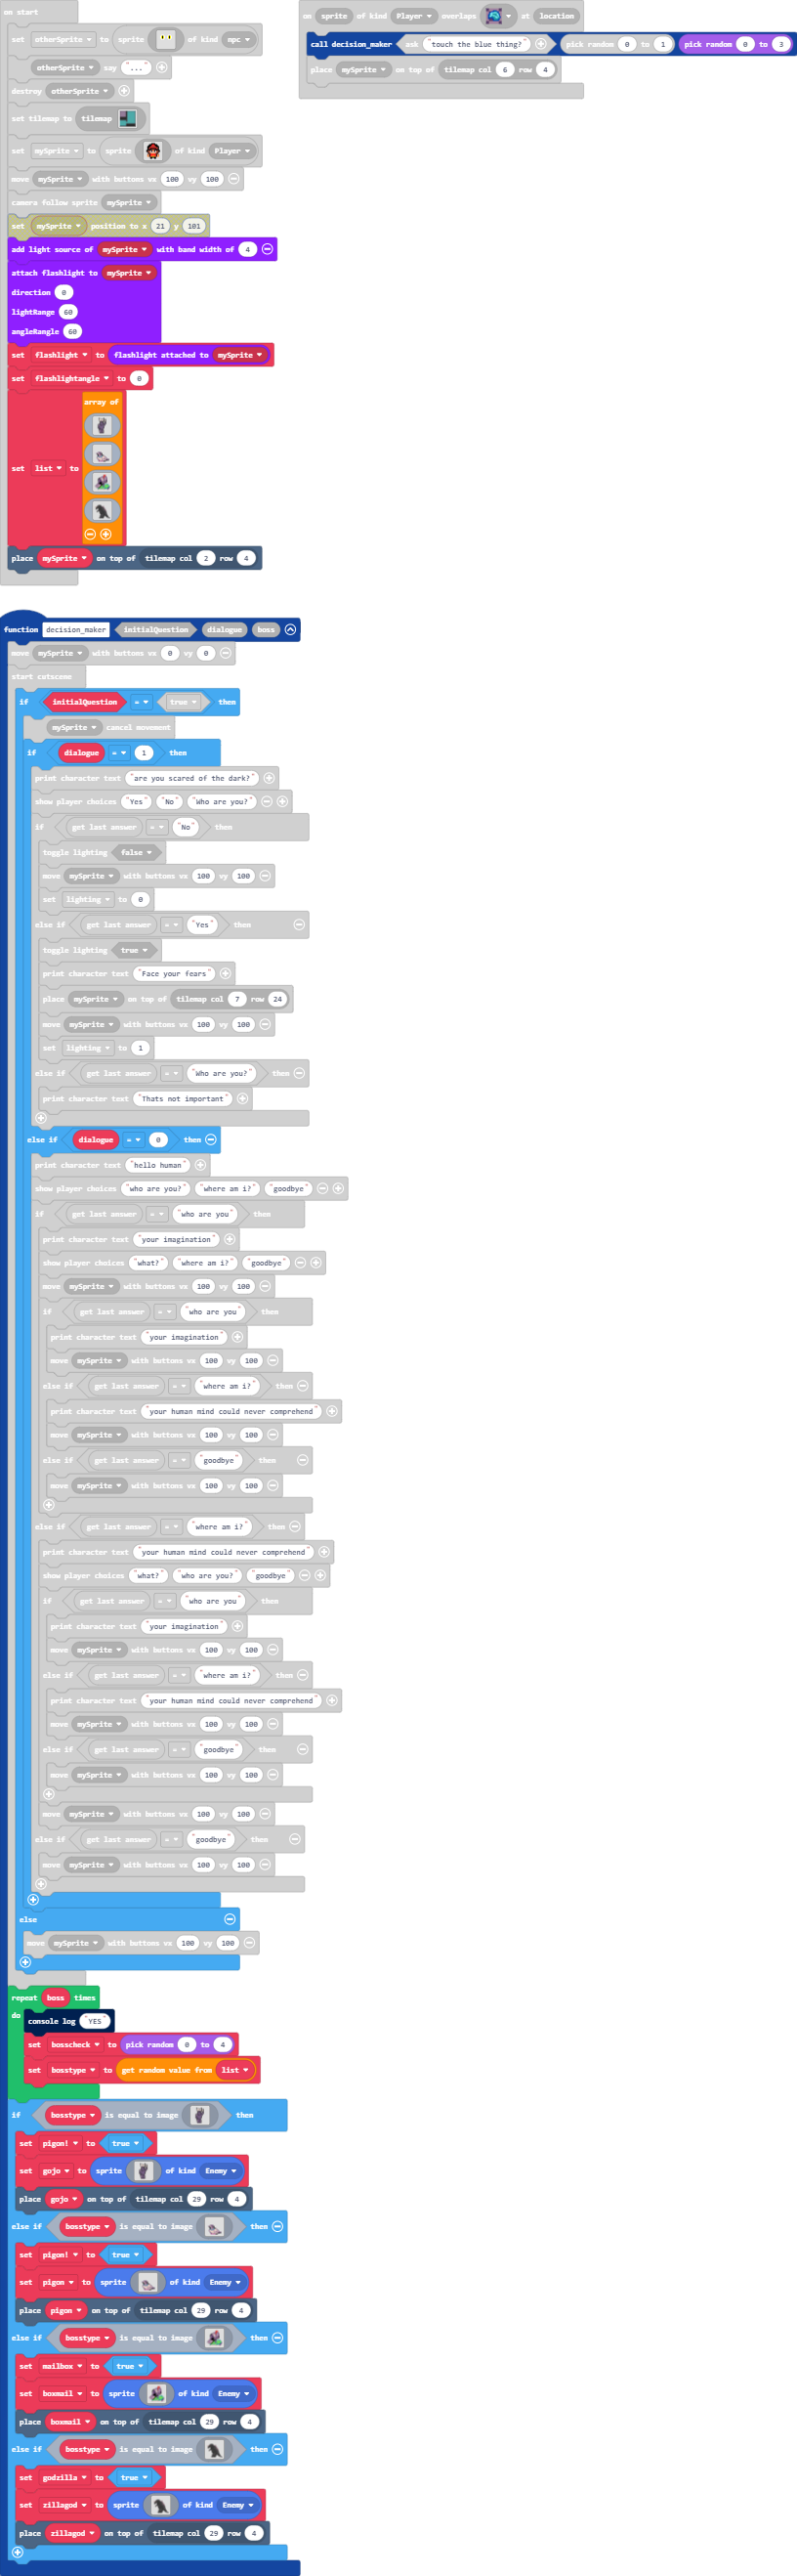 on start
set otherSprite to sprite of kind npc
otherSprite say "..."
destroy otherSprite
set tilemap to tilemap
set mySprite to sprite of kind Player
move mySprite with buttons vx 100 vy 100
camera follow sprite mySprite
set mySprite position to x 21 y 101
add light source of mySprite with band width of 4
attach flashlight to mySprite
direction 0
lightRange 60
angleRangle 60
set flashlight to flashlight attached to mySprite
set flashlightangle to 0
array of
set list to
place mySprite on top of tilemap col 2 row 4
on sprite of kind Player overlaps at location
call decision_maker ask "touch the blue thing?" pick random 0 to 1 pick random 0 to 3
place mySprite on top of tilemap col 6 row 4
function decision_maker initialQuestion dialogue boss
move mySprite with buttons vx 0 vy 0
start cutscene
if initialQuestion = true then
mySprite cancel movement
if dialogue = 1 then
print character text "are you scared of the dark?"
show player choices "Yes" "No" "Who are you?"
if get last answer = "No" then
toggle lighting false
move mySprite with buttons vx 100 vy 100
set lighting to 0
else if get last answer = "Yes" then
toggle lighting true
print character text "Face your fears"
place mySprite on top of tilemap col 7 row 24
move mySprite with buttons vx 100 vy 100
set lighting to 1
else if get last answer = "Who are you?" then
print character text "Thats not important"
else if dialogue = 0 then
print character text "hello human"
show player choices "who are you?" "where am i?" "goodbye"
if get last answer = "who are you" then
print character text "your imagination"
show player choices "what?" "where am i?" "goodbye"
move mySprite with buttons vx 100 vy 100
if get last answer = "who are you" then
print character text "your imagination"
move mySprite with buttons vx 100 vy 100
else if get last answer = "where am i?" then
print character text "your human mind could never comprehend"
move mySprite with buttons vx 100 vy 100
else if get last answer = "goodbye" then
move mySprite with buttons vx 100 vy 100
else if get last answer = "where am i?" then
print character text "your human mind could never comprehend"
show player choices "what?" "who are you?" "goodbye"
if get last answer = "who are you" then
print character text "your imagination"
move mySprite with buttons vx 100 vy 100
else if get last answer = "where am i?" then
print character text "your human mind could never comprehend"
move mySprite with buttons vx 100 vy 100
else if get last answer = "goodbye" then
move mySprite with buttons vx 100 vy 100
move mySprite with buttons vx 100 vy 100
else if get last answer = "goodbye" then
move mySprite with buttons vx 100 vy 100
else
move mySprite with buttons vx 100 vy 100
repeat boss times
do
console log "YES"
set bosscheck to pick random 0 to 4
set bosstype to get random value from list
if bosstype is equal to image then
set pigon! to true
set gojo to sprite of kind Enemy
place gojo on top of tilemap col 29 row 4
else if bosstype is equal to image then
set pigon! to true
set pigon to sprite of kind Enemy
place pigon on top of tilemap col 29 row 4
else if bosstype is equal to image then
set mailbox to true
set boxmail to sprite of kind Enemy
place boxmail on top of tilemap col 29 row 4
else if bosstype is equal to image then
set godzilla to true
set zillagod to sprite of kind Enemy
place zillagod on top of tilemap col 29 row 4